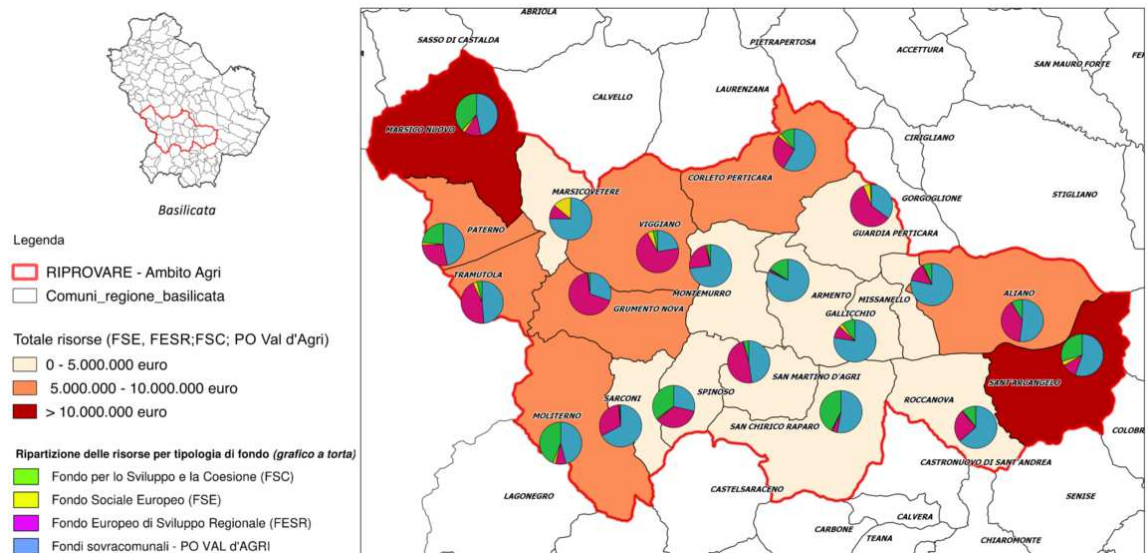 Basilicata
Legenda
RIPROVARE - Ambito Agri
Comuni_regione_basilicata
Totale risorse (FSE, FESR;FSC; PO Val d'Agri)
0 - 5.000.000 euro
5.000.000 - 10.000.000 euro
> 10.000.000 euro
Ripartizione delle risorse per tipologia di fondo (grafico a torta)
Fondo per lo Sviluppo e la Coesione (FSC)
Fondo Sociale Europeo (FSE)
Fondo Europeo di Sviluppo Regionale (FESR)
Fondi sovracomunali - PO VAL d'AGRI
ABRIOLA
SASSO DI CASTALDA
PIETRAPERTOSA
ACCETTURA
SAN MAURO FORTE
CALVELLO
LAURENZANA
MARSICO NUOVO
CIRIGLIANO
CORLETO PERTICARA
MARSICOVETERE
GORGOGLIONE
STIGLIANO
PATERNO
VIGGIANO
GUARDIA PERTICARA
TRAMUTOLA
MONTEMURRO
ARMENTO
MISSANELLO
ALIANO
GRUMENTO NOVA
GALLICCHIO
SAN MARTINO D'AGRI
SANT'ARCANGELO
SPINOSO
SARCONI
ROCCANOVA
MOLITERNO
SAN CHIRICO RAPARO
COLOBR
CASTRONUOVO DI SANT'ANDREA
LAGONEGRO
CASTELSARACENO
SENISE
CALVERA
CARBONE
TEANA
CHIAROMONTE